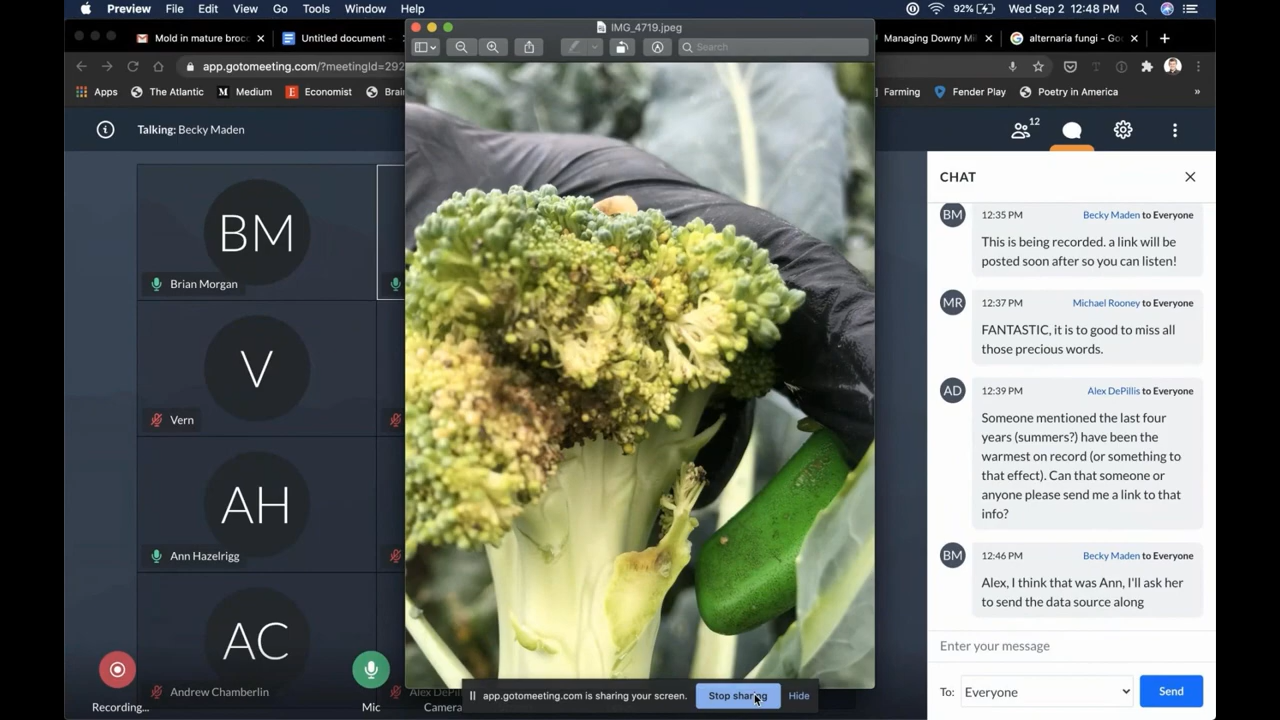 Preview File Edit View Go Tools Window Help
92% Wed Sep 2 12:48 PM
IMG_4719.jpeg
Mold in mature broc
Untitled document -
Managing Downy Mi
alternaria fungi - Go
Search
app.gotomeeting.com/?meetingId=292
Apps The Atlantic Medium Economist Brain
Farming Fender Play Poetry in America »
Talking: Becky Maden
12
CHAT
BM
Brian Morgan
V
Vern
AH
Ann Hazelrigg
AC
Andrew Chamberlin
Recording...
Mic
Camera
Alex DePil
BM 12:35 PM Becky Maden to Everyone
This is being recorded. a link will be
posted soon after so you can listen!
MR 12:37 PM Michael Rooney to Everyone
FANTASTIC, it is to good to miss all
those precious words.
AD 12:39 PM Alex DePillis to Everyone
Someone mentioned the last four
years (summers?) have been the
warmest on record (or something to
that effect). Can that someone or
anyone please send me a link to that
info?
BM 12:46 PM Becky Maden to Everyone
Alex, I think that was Ann, I'll ask her
to send the data source along
Enter your message
To: Everyone Send
app.gotomeeting.com is sharing your screen. Stop sharing Hide